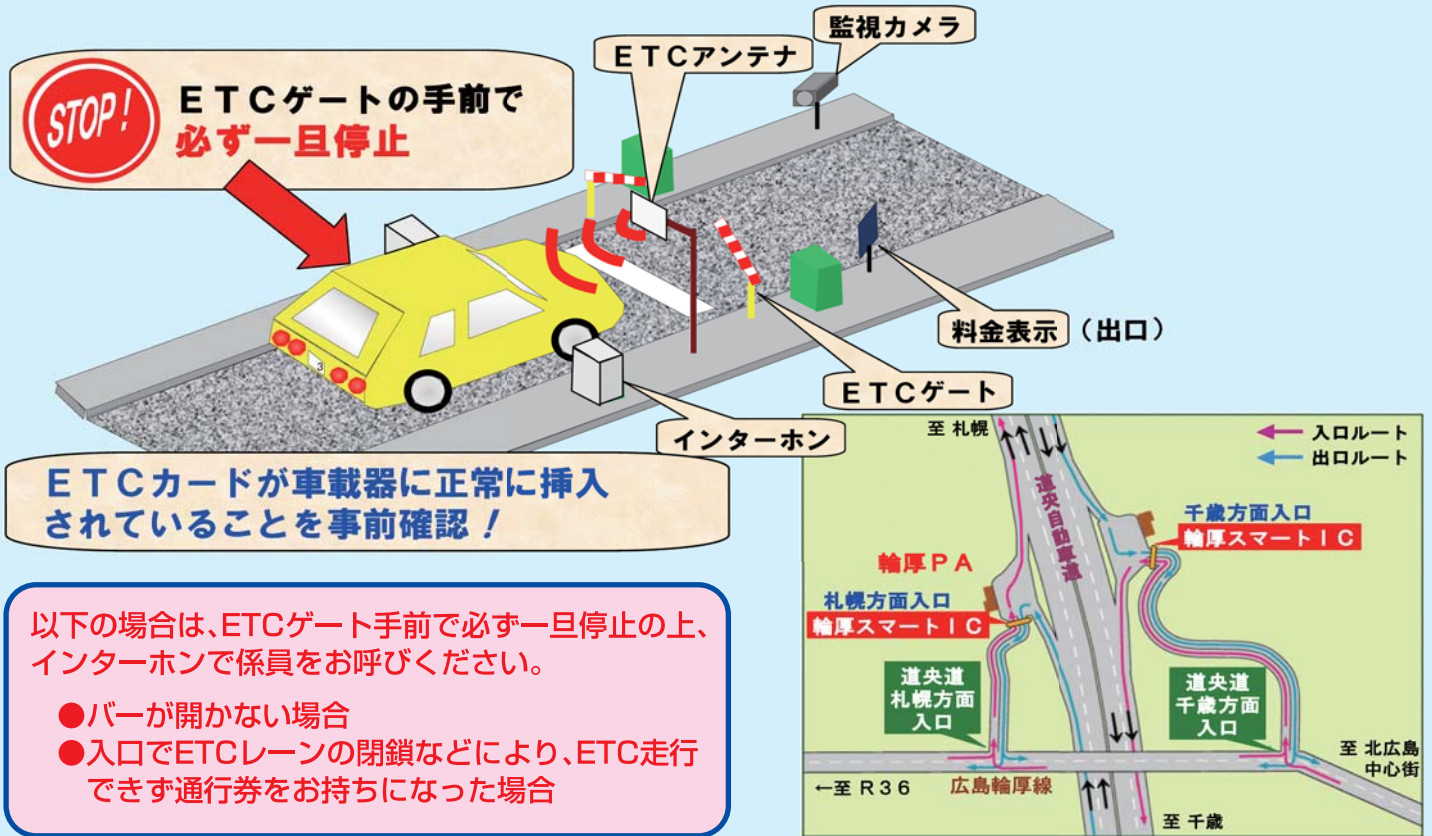 STOP!
ETCゲートの手前で
必ず一旦停止
ETCアンテナ
監視カメラ
料金表示（出口）
ETCゲート
インターホン
3
ETCカードが車載器に正常に挿入
されていることを事前確認！
以下の場合は、ETCゲート手前で必ず一旦停止の上、
インターホンで係員をお呼びください。
●バーが開かない場合
●入口でETCレーンの閉鎖などにより、ETC走行
できず通行券をお持ちになった場合
至 札幌
入口ルート
出口ルート
道央自動車道
千歳方面入口
輪厚スマートIC
輪厚PA
札幌方面入口
輪厚スマートIC
道央道
札幌方面
入口
道央道
千歳方面
入口
至 北広島
中心街
←至 R36
広島輪厚線
至 千歳